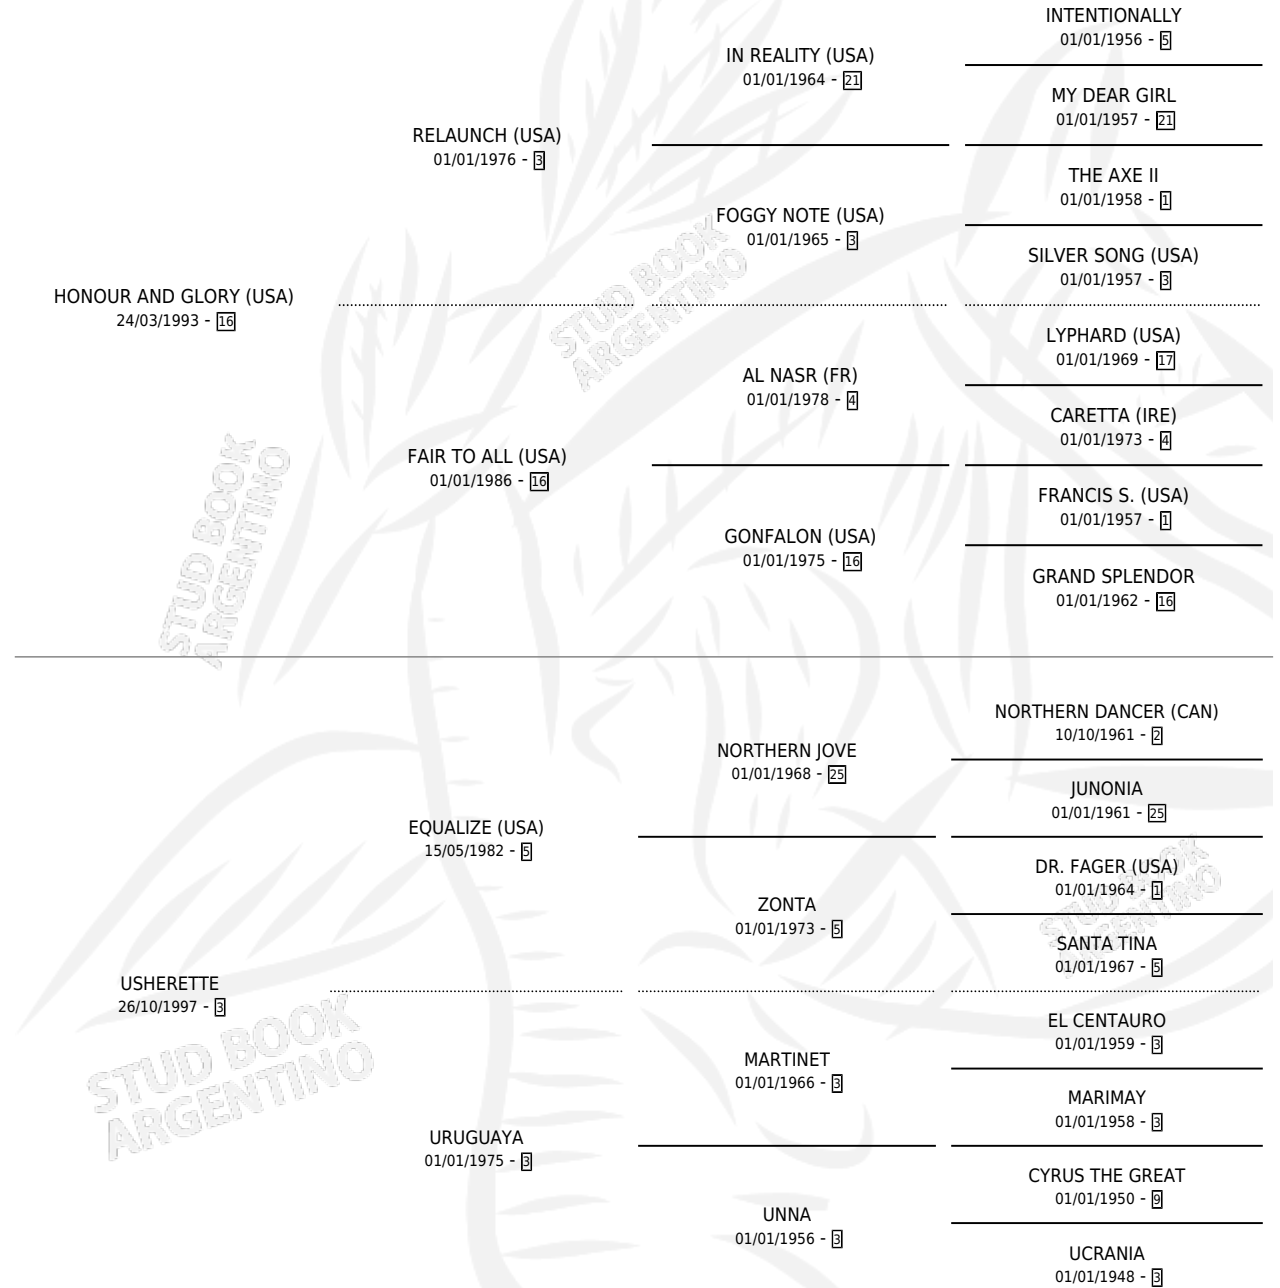 INTENTIONALLY
01/01/1956 - 5
IN REALITY (USA)
01/01/1964 - 21
MY DEAR GIRL
01/01/1957 - 21
RELAUNCH (USA)
01/01/1976 - 3
THE AXE II
01/01/1958 - 1
FOGGY NOTE (USA)
01/01/1965 - 3
SILVER SONG (USA)
01/01/1957 - 3
HONOUR AND GLORY (USA)
24/03/1993 - 16
LYPHARD (USA)
01/01/1969 - 17
AL NASR (FR)
01/01/1978 - 4
CARETTA (IRE)
01/01/1973 - 4
FAIR TO ALL (USA)
01/01/1986 - 16
FRANCIS S. (USA)
01/01/1957 - 1
GONFALON (USA)
01/01/1975 - 16
GRAND SPLENDOR
01/01/1962 - 16
NORTHERN DANCER (CAN)
10/10/1961 - 2
NORTHERN JOVE
01/01/1968 - 25
JUNONIA
01/01/1961 - 25
EQUALIZE (USA)
15/05/1982 - 5
DR. FAGER (USA)
01/01/1964 - 1
ZONTA
01/01/1973 - 5
SANTA TINA
01/01/1967 - 5
USHERETTE
26/10/1997 - 3
EL CENTAURO
01/01/1959 - 3
MARTINET
01/01/1966 - 3
MARIMAY
01/01/1958 - 3
URUGUAYA
01/01/1975 - 3
CYRUS THE GREAT
01/01/1950 - 9
UNNA
01/01/1956 - 3
UCRANIA
01/01/1948 - 3
STUD BOOK
ARGENTINO
STUD BOOK
ARGENTINO
STUD BOOK
ARGENTINO
STUD BOOK
ARGENTINO